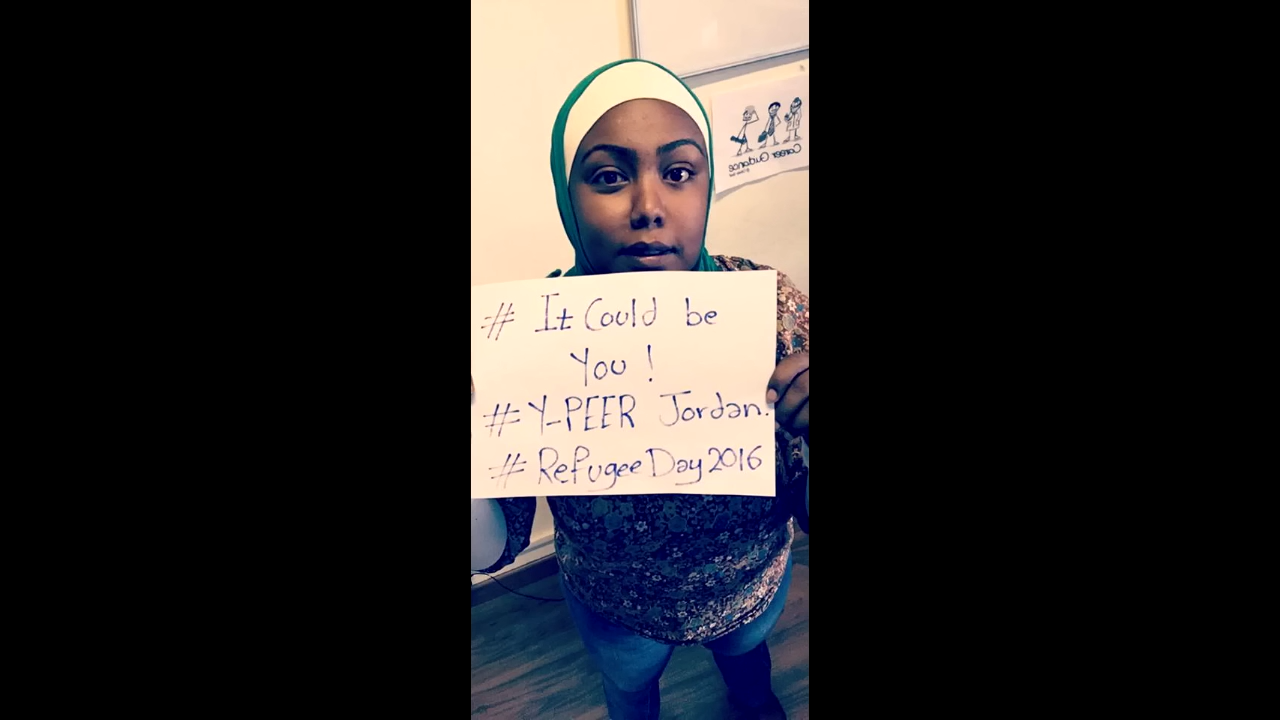 Career Guidance
# It Could be
You !
# Y-PEER Jordan.
# RefugeeDay2016